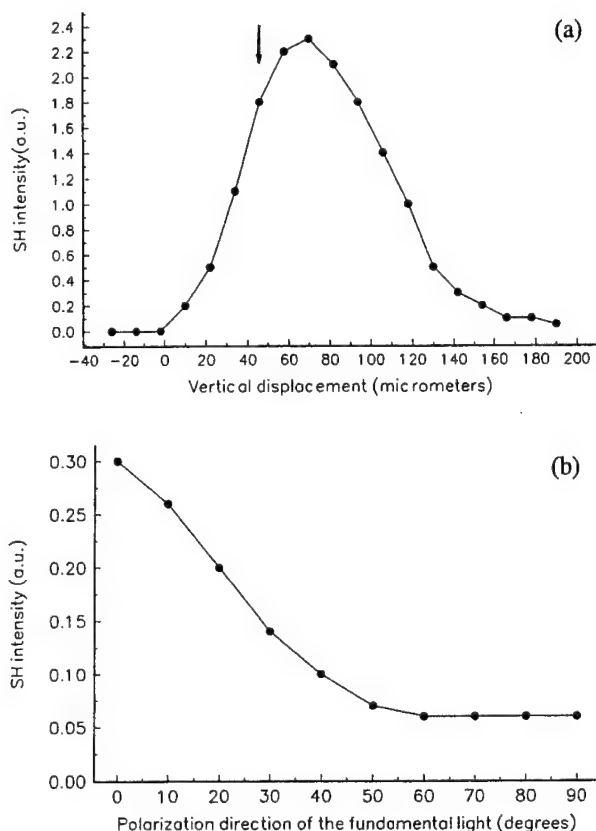 (a)
SH intensity(a.u.)
2.4
2.2
2.0
1.8
1.6
1.4
1.2
1.0
0.8
0.6
0.4
0.2
0.0
−40 −20 0 20 40 60 80 100 120 140 160 180 200
Vertical displacement (micrometers)
(b)
SH intensity (a.u.)
0.30
0.25
0.20
0.15
0.10
0.05
0.00
0 10 20 30 40 50 60 70 80 90
Polarization direction of the fundamental light (degrees)